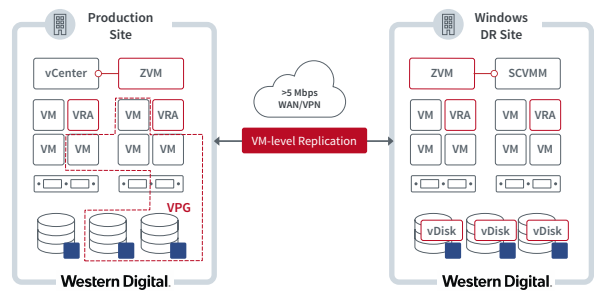 Production
Site
vCenter
ZVM
VM
VRA
VM
VRA
VM
VM
VM
VM
VPG
Western Digital.
>5 Mbps
WAN/VPN
VM-level Replication
Windows
DR Site
ZVM
SCVMM
VM
VRA
VM
VRA
VM
VM
VM
VM
vDisk
vDisk
vDisk
Western Digital.